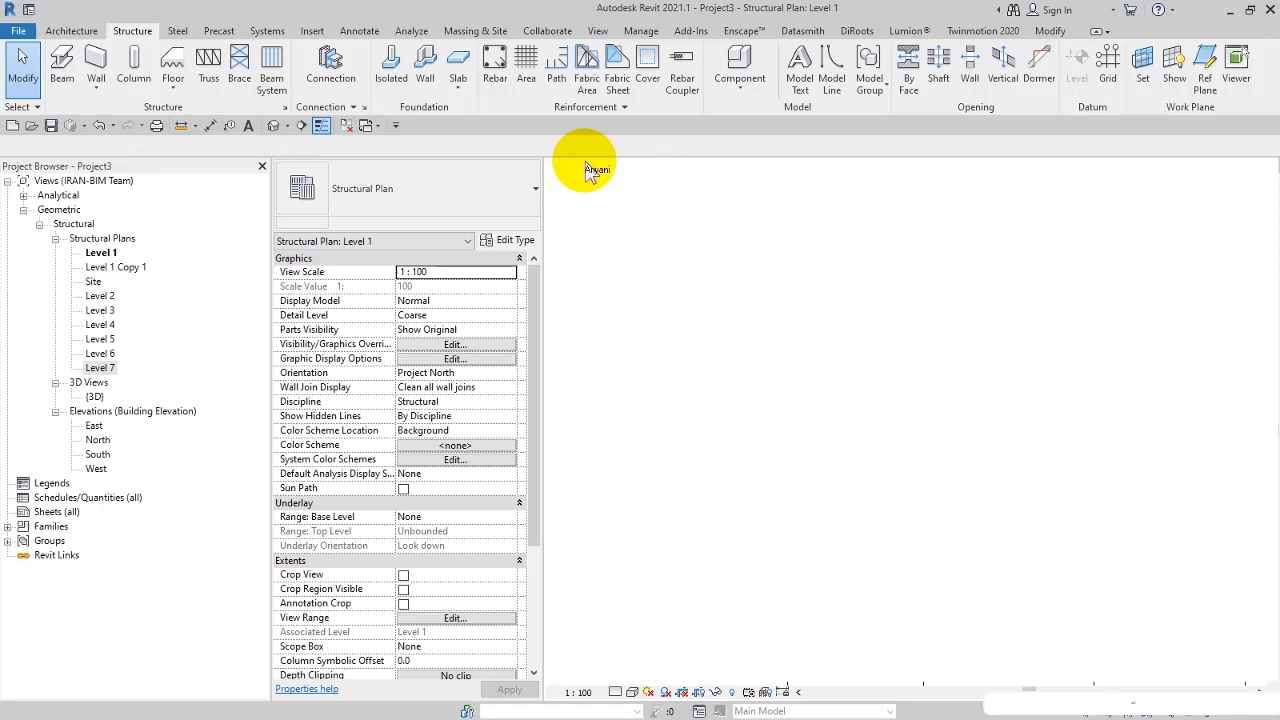 Autodesk Revit 2021.1 - Project3 - Structural Plan: Level 1
Sign In
File Architecture Structure Steel Precast Systems Insert Annotate Analyze Massing & Site Collaborate View Manage Add-Ins Enscape™ Datasmith DiRoots Lumion® Twinmotion 2020 Modify
Modify Beam Wall Column Floor Truss Brace Beam System Connection Isolated Wall Slab Rebar Area Path Fabric Area Fabric Sheet Cover Rebar Coupler Component Model Text Model Line Model Group By Face Shaft Wall Vertical Dormer Level Grid Set Show Ref Plane Viewer
Select Structure Connection Foundation Reinforcement Model Opening Datum Work Plane
Project Browser - Project3
Views (IRAN-BIM Team)
Analytical
Geometric
Structural
Structural Plans
Level 1
Level 1 Copy 1
Site
Level 2
Level 3
Level 4
Level 5
Level 6
Level 7
3D Views
{3D}
Elevations (Building Elevation)
East
North
South
West
Legends
Schedules/Quantities (all)
Sheets (all)
Families
Groups
Revit Links
Structural Plan
Structural Plan: Level 1 Edit Type
Graphics
View Scale 1 : 100
Scale Value 1: 100
Display Model Normal
Detail Level Coarse
Parts Visibility Show Original
Visibility/Graphics Overri... Edit...
Graphic Display Options Edit...
Orientation Project North
Wall Join Display Clean all wall joins
Discipline Structural
Show Hidden Lines By Discipline
Color Scheme Location Background
Color Scheme <none>
System Color Schemes Edit...
Default Analysis Display S... None
Sun Path
Underlay
Range: Base Level None
Range: Top Level Unbounded
Underlay Orientation Look down
Extents
Crop View
Crop Region Visible
Annotation Crop
View Range Edit...
Associated Level Level 1
Scope Box None
Column Symbolic Offset 0.0
Depth Clipping No clip
Properties help Apply
1 : 100
:0 Main Model